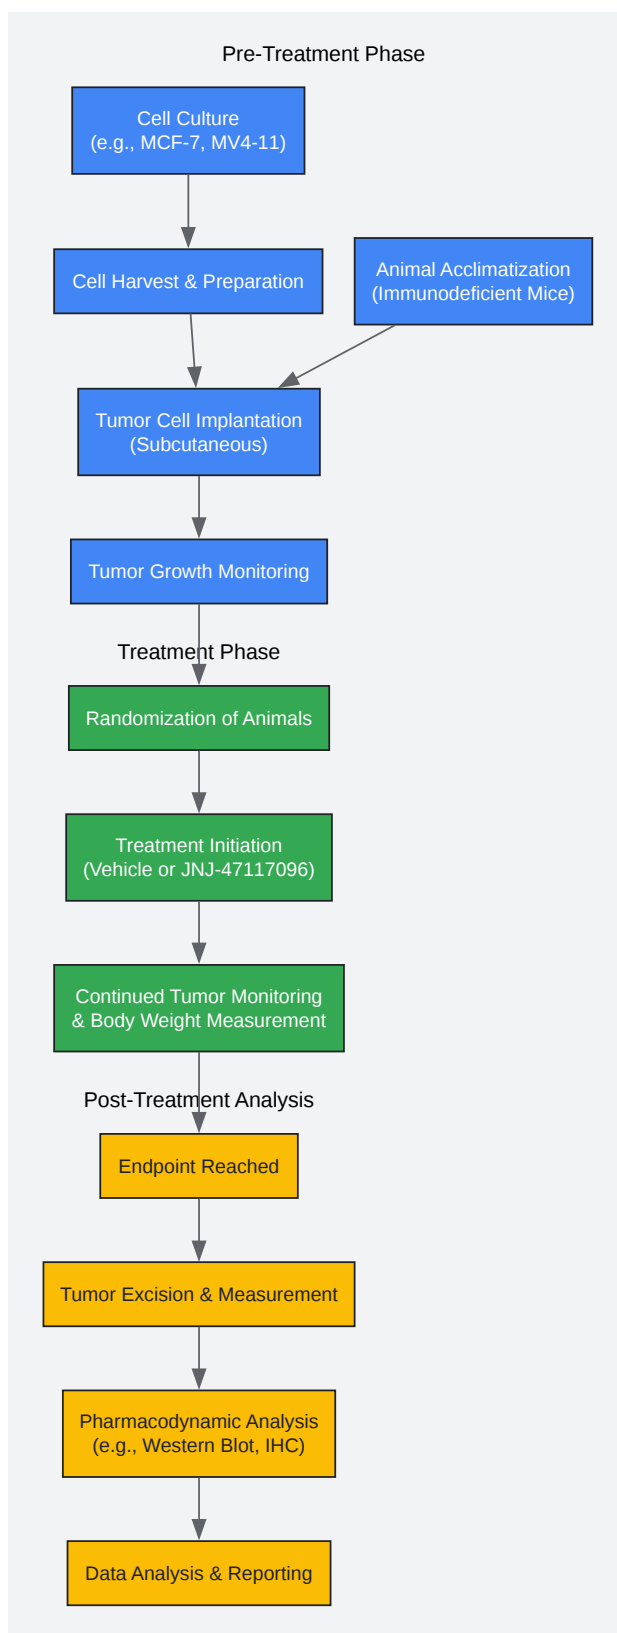 Pre-Treatment Phase
Cell Culture
(e.g., MCF-7, MV4-11)
Cell Harvest & Preparation
Animal Acclimatization
(Immunodeficient Mice)
Tumor Cell Implantation
(Subcutaneous)
Tumor Growth Monitoring
Treatment Phase
Randomization of Animals
Treatment Initiation
(Vehicle or JNJ-47117096)
Continued Tumor Monitoring
& Body Weight Measurement
Post-Treatment Analysis
Endpoint Reached
Tumor Excision & Measurement
Pharmacodynamic Analysis
(e.g., Western Blot, IHC)
Data Analysis & Reporting